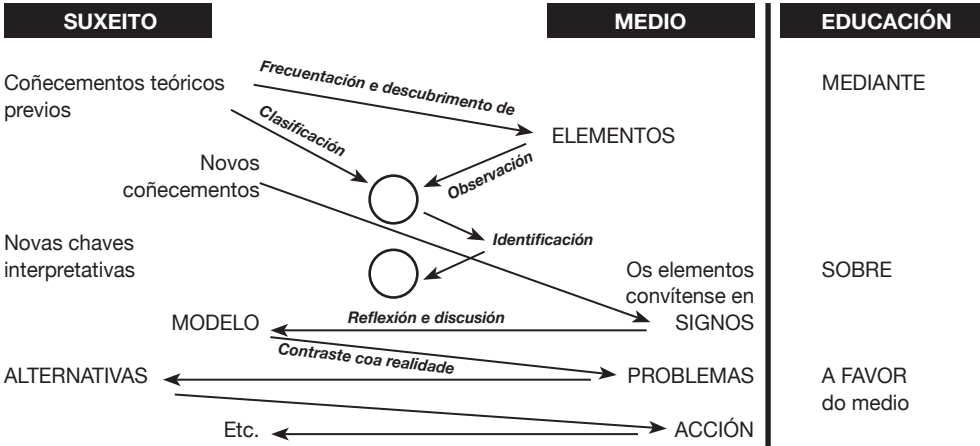 SUXEITO
MEDIO
EDUCACIÓN
Coñecementos teóricos
previos
Frecuentación e descubrimento de
MEDIANTE
Clasificación
ELEMENTOS
Observación
Novos
coñecementos
Identificación
Novas chaves
interpretativas
Os elementos
convítense en
SIGNOS
SOBRE
Reflexión e discusión
MODELO
Contraste coa realidade
ALTERNATIVAS
PROBLEMAS
A FAVOR
do medio
Etc.
ACCIÓN